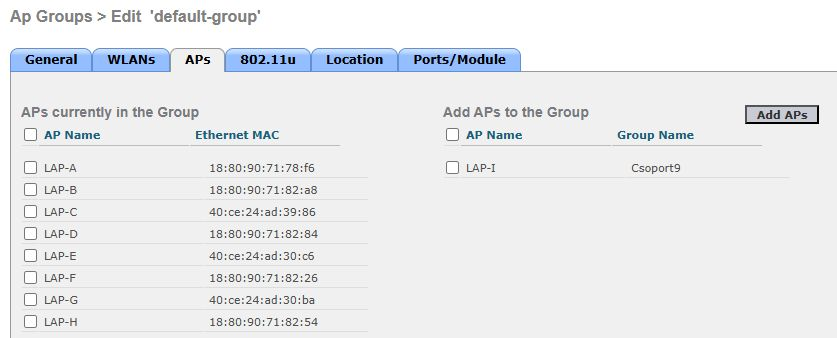 Ap Groups > Edit 'default-group'
General WLANs APs 802.11u Location Ports/Module
APs currently in the Group
AP Name Ethernet MAC
LAP-A 18:80:90:71:78:f6
LAP-B 18:80:90:71:82:a8
LAP-C 40:ce:24:ad:39:86
LAP-D 18:80:90:71:82:84
LAP-E 40:ce:24:ad:30:c6
LAP-F 18:80:90:71:82:26
LAP-G 40:ce:24:ad:30:ba
LAP-H 18:80:90:71:82:54
Add APs to the Group
Add APs
AP Name Group Name
LAP-I Csoport9